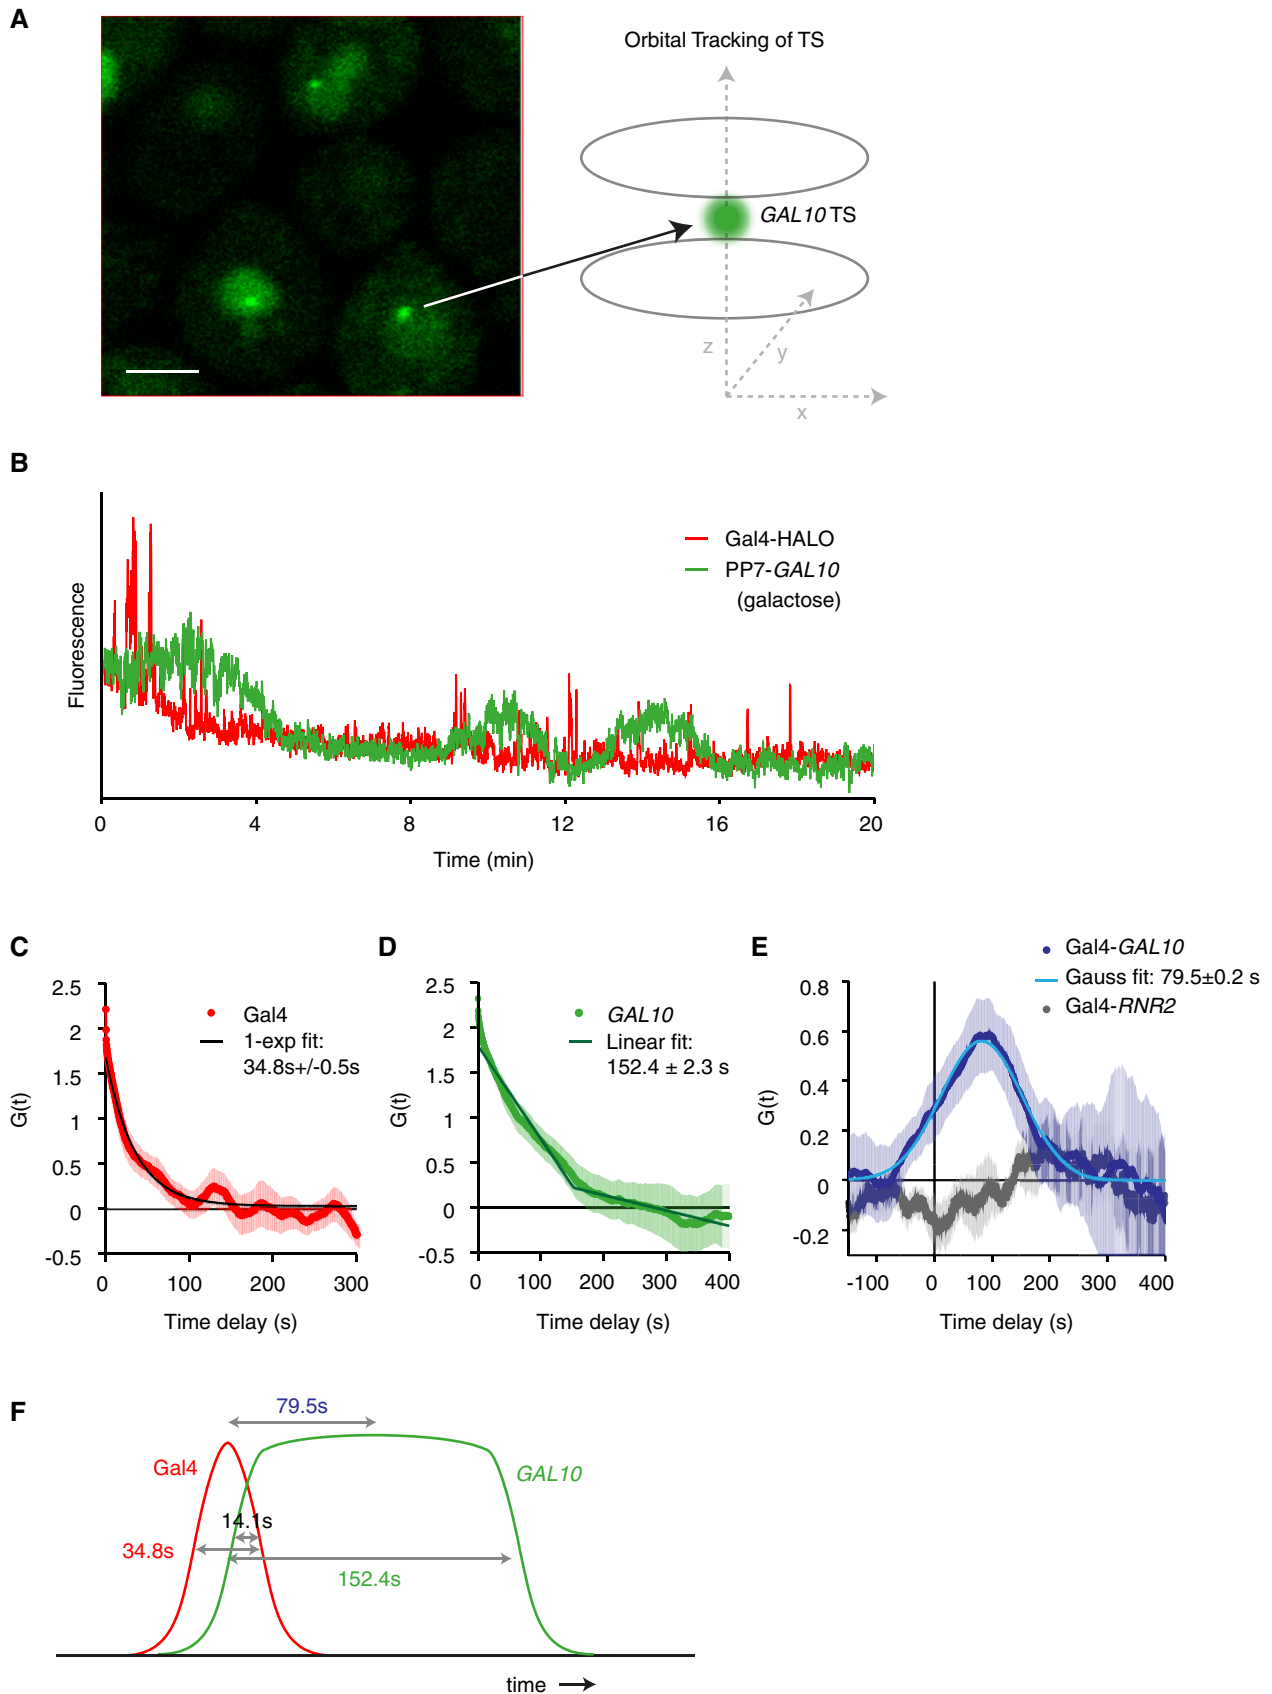 A
Orbital Tracking of TS
GAL10 TS
z
y
x
B
Fluorescence
Gal4-HALO
PP7-GAL10
(galactose)
0 4 8 12 16 20
Time (min)
C
G(t)
2.5
2
1.5
1
0.5
0
-0.5
Gal4
1-exp fit:
34.8s+/-0.5s
0 100 200 300
Time delay (s)
D
G(t)
2.5
2
1.5
1
0.5
0
-0.5
GAL10
Linear fit:
152.4 ± 2.3 s
0 100 200 300 400
Time delay (s)
E
Gal4-GAL10
Gauss fit: 79.5±0.2 s
Gal4-RNR2
G(t)
0.8
0.6
0.4
0.2
0
-0.2
-100 0 100 200 300 400
Time delay (s)
F
79.5s
Gal4
GAL10
14.1s
34.8s
152.4s
time